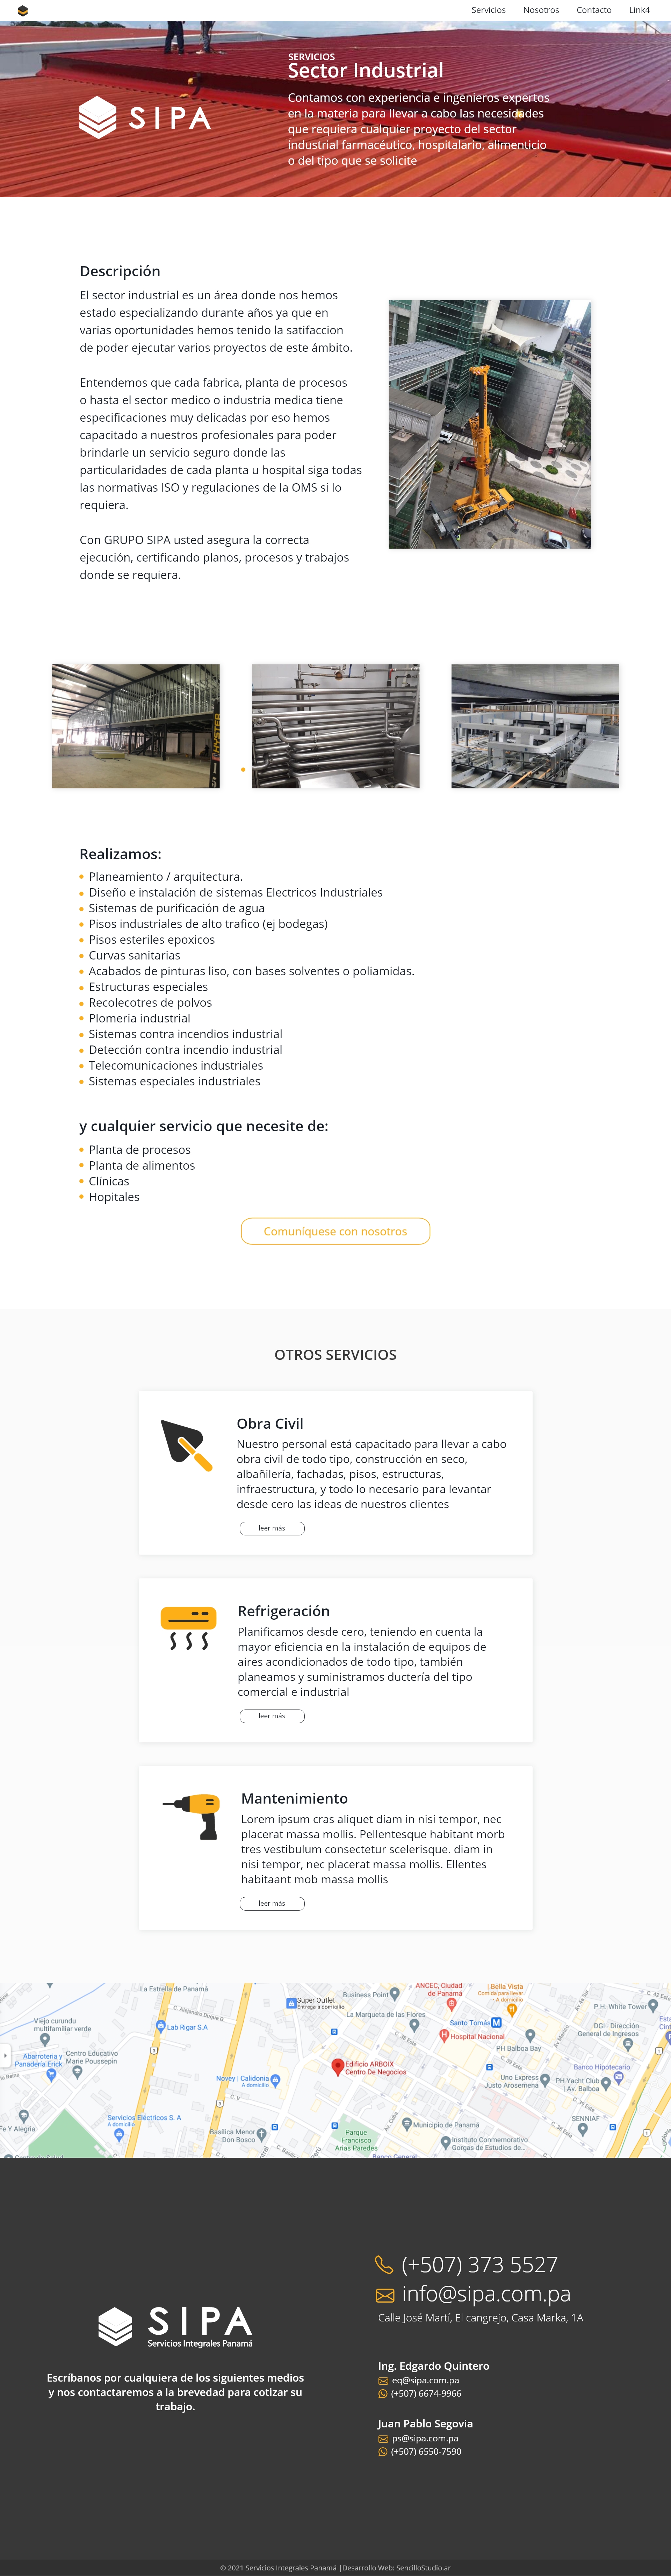 Servicios Nosotros Contacto Link4
SIPA
SERVICIOS
Sector Industrial
Contamos con experiencia e ingenieros expertos
en la materia para llevar a cabo las necesidades
que requiera cualquier proyecto del sector
industrial farmacéutico, hospitalario, alimenticio
o del tipo que se solicite
Descripción
El sector industrial es un área donde nos hemos
estado especializando durante años ya que en
varias oportunidades hemos tenido la satifaccion
de poder ejecutar varios proyectos de este ámbito.
Entendemos que cada fabrica, planta de procesos
o hasta el sector medico o industria medica tiene
especificaciones muy delicadas por eso hemos
capacitado a nuestros profesionales para poder
brindarle un servicio seguro donde las
particularidades de cada planta u hospital siga todas
las normativas ISO y regulaciones de la OMS si lo
requiera.
Con GRUPO SIPA usted asegura la correcta
ejecución, certificando planos, procesos y trabajos
donde se requiera.
HYSTER
Realizamos:
Planeamiento / arquitectura.
Diseño e instalación de sistemas Electricos Industriales
Sistemas de purificación de agua
Pisos industriales de alto trafico (ej bodegas)
Pisos esteriles epoxicos
Curvas sanitarias
Acabados de pinturas liso, con bases solventes o poliamidas.
Estructuras especiales
Recolecotres de polvos
Plomeria industrial
Sistemas contra incendios industrial
Detección contra incendio industrial
Telecomunicaciones industriales
Sistemas especiales industriales
y cualquier servicio que necesite de:
Planta de procesos
Planta de alimentos
Clínicas
Hopitales
Comuníquese con nosotros
OTROS SERVICIOS
Obra Civil
Nuestro personal está capacitado para llevar a cabo
obra civil de todo tipo, construcción en seco,
albañilería, fachadas, pisos, estructuras,
infraestructura, y todo lo necesario para levantar
desde cero las ideas de nuestros clientes
leer más
Refrigeración
Planificamos desde cero, teniendo en cuenta la
mayor eficiencia en la instalación de equipos de
aires acondicionados de todo tipo, también
planeamos y suministramos ductería del tipo
comercial e industrial
leer más
Mantenimiento
Lorem ipsum cras aliquet diam in nisi tempor, nec
placerat massa mollis. Pellentesque habitant morb
tres vestibulum consectetur scelerisque. diam in
nisi tempor, nec placerat massa mollis. Ellentes
habitaant mob massa mollis
leer más
La Estrella de Panamá
C. Alejandro Duque G.
Viejo curundu
multifamiliar verde
Lab Rigar S.A
Abarroteria y
Panadería Erick
Centro Educativo
Marie Poussepin
Servicios Eléctricos S. A
A domicilio
Fe Y Alegria
Super Outlet
Entrega a domicilio
Business Point
La Marqueta de las Flores
ANCEC, Ciudad
de Panamá
| Bella Vista
Comida para llevar
- A domicilio
Santo Tomás
Hospital Nacional
P.H. White Tower
DGI - Dirección
General de Ingresos
PH Balboa Bay
Edificio ARBOIX
Centro De Negocios
Novey | Calidonia
A domicilio
C. V
Banco Hipotecario
Uno Express
Justo Arosemena
PH Yacht Club
| Av. Balboa
Basílica Menor
Don Bosco
Parque
Francisco
Arias Paredes
Municipio de Panamá
Instituto Conmemorativo
Gorgas de Estudios de...
SENNIAF
Banco General
(+507) 373 5527
info@sipa.com.pa
Calle José Martí, El cangrejo, Casa Marka, 1A
SIPA
Servicios Integrales Panamá
Escríbanos por cualquiera de los siguientes medios
y nos contactaremos a la brevedad para cotizar su
trabajo.
Ing. Edgardo Quintero
eq@sipa.com.pa
(+507) 6674-9966
Juan Pablo Segovia
ps@sipa.com.pa
(+507) 6550-7590
© 2021 Servicios Integrales Panamá |Desarrollo Web: SencilloStudio.ar